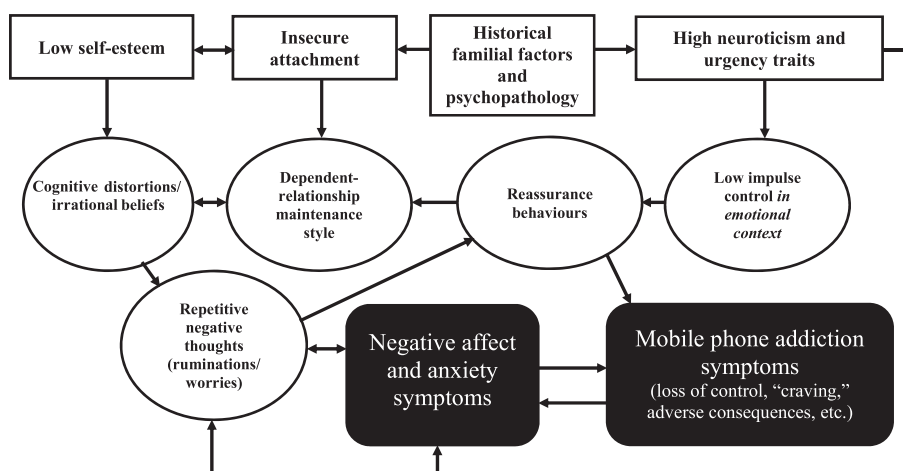 Low self-esteem
Insecure
attachment
Historical
familial factors
and
psychopathology
High neuroticism and
urgency traits
Cognitive distortions/
irrational beliefs
Dependent-
relationship
maintenance
style
Reassurance
behaviours
Low impulse
control in
emotional
context
Repetitive
negative
thoughts
(ruminations/
worries)
Negative affect
and anxiety
symptoms
Mobile phone addiction
symptoms
(loss of control, “craving,”
adverse consequences, etc.)